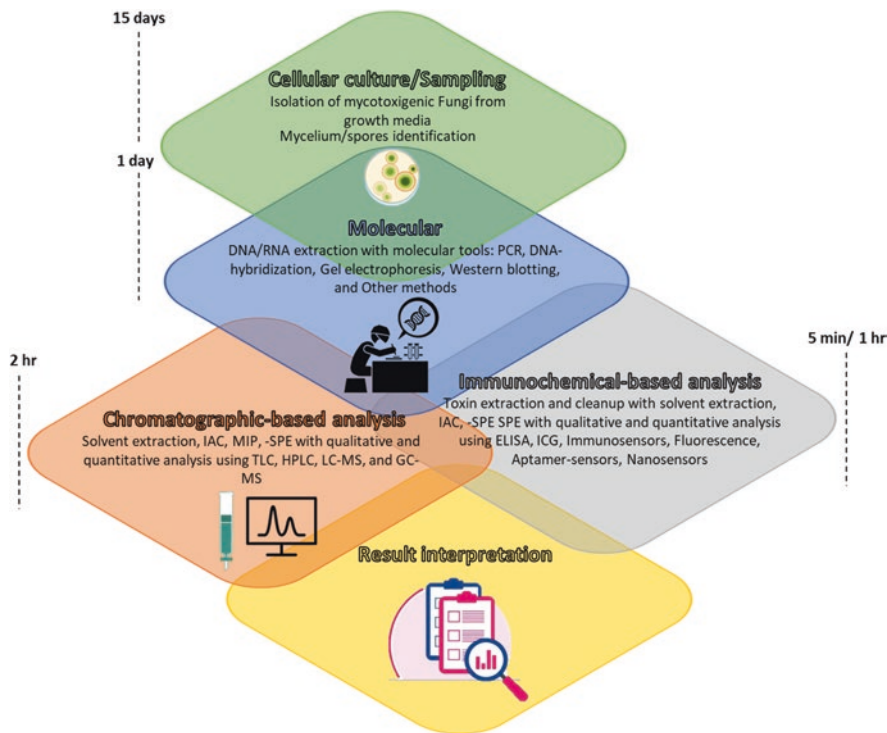 15 days
Cellular culture/Sampling
Isolation of mycotoxigenic Fungi from
growth media
Mycelium/spores identification
1 day
Molecular
DNA/RNA extraction with molecular tools: PCR, DNA-
hybridization, Gel electrophoresis, Western blotting,
and Other methods
2 hr
Chromatographic-based analysis
Solvent extraction, IAC, MIP, -SPE with qualitative and
quantitative analysis using TLC, HPLC, LC-MS, and GC-
MS
5 min/ 1 hr
Immunochemical-based analysis
Toxin extraction and cleanup with solvent extraction,
IAC, -SPE SPE with qualitative and quantitative analysis
using ELISA, ICG, Immunosensors, Fluorescence,
Aptamer-sensors, Nanosensors
Result interpretation